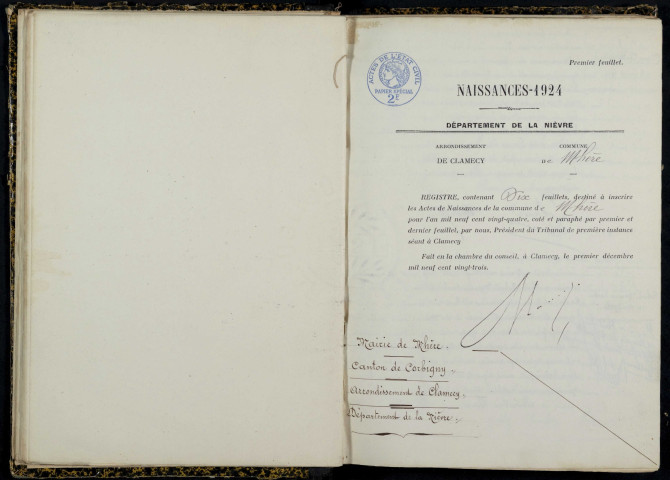 Premier feuillet.
ACTES DE L'ÉTAT CIVIL
PAPIER SPÉCIAL
2F
NAISSANCES-1924
DÉPARTEMENT DE LA NIÈVRE
ARRONDISSEMENT COMMUNE
DE CLAMECY DE Mhère
REGISTRE, contenant Dix feuillets, destiné à inscrire
les Actes de Naissances de la commune de Mhère
pour l'an mil neuf cent vingt-quatre, coté et paraphé par premier et
dernier feuillet, par nous, Président du Tribunal de première instance
séant à Clamecy
Fait en la chambre du conseil, à Clamecy, le premier décembre
mil neuf cent vingt-trois.
Mairie de Mhère.
Canton de Corbigny.
Arrondissement de Clamecy.
Département de la Nièvre.